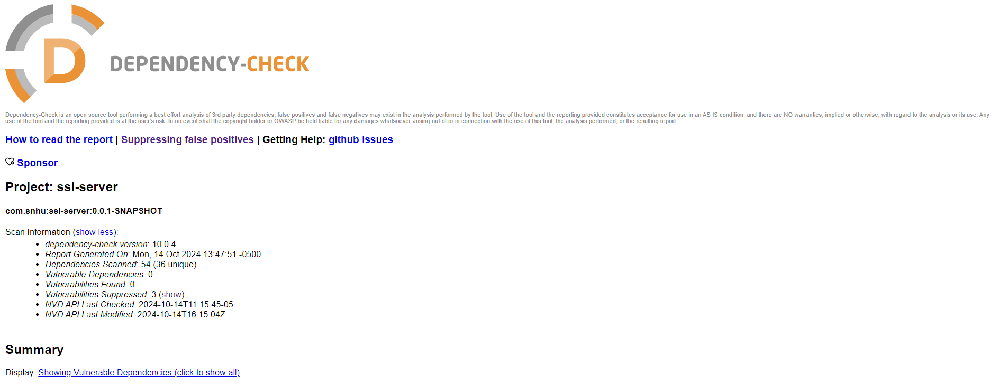 DEPENDENCY-CHECK
Dependency-Check is an open source tool performing a best effort analysis of 3rd party dependencies; false positives and false negatives may exist in the analysis performed by the tool. Use of the tool and the reporting provided constitutes acceptance for use in an AS IS condition, and there are NO warranties, implied or otherwise, with regard to the analysis or its use. Any
use of the tool and the reporting provided is at the user's risk. In no event shall the copyright holder or OWASP be held liable for any damages whatsoever arising out of or in connection with the use of this tool, the analysis performed, or the resulting report.
How to read the report | Suppressing false positives | Getting Help: github issues
Sponsor
Project: ssl-server
com.snhu:ssl-server:0.0.1-SNAPSHOT
Scan Information (show less):
• dependency-check version: 10.0.4
• Report Generated On: Mon, 14 Oct 2024 13:47:51 -0500
• Dependencies Scanned: 54 (36 unique)
• Vulnerable Dependencies: 0
• Vulnerabilities Found: 0
• Vulnerabilities Suppressed: 3 (show)
• NVD API Last Checked: 2024-10-14T11:15:45-05
• NVD API Last Modified: 2024-10-14T16:15:04Z
Summary
Display: Showing Vulnerable Dependencies (click to show all)